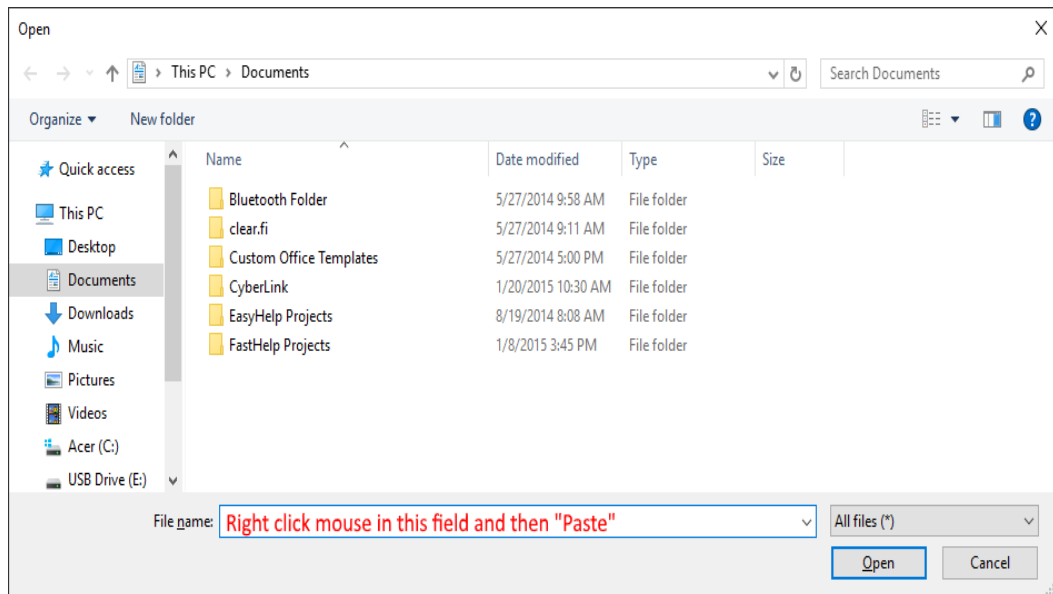 Open
This PC > Documents
Search Documents
Organize
New folder
Name
Date modified
Type
Size
Quick access
This PC
Desktop
Documents
Downloads
Music
Pictures
Videos
Acer (C:)
USB Drive (E:)
Bluetooth Folder 5/27/2014 9:58 AM File folder
clear.fi 5/27/2014 9:11 AM File folder
Custom Office Templates 5/27/2014 5:00 PM File folder
CyberLink 1/20/2015 10:30 AM File folder
EasyHelp Projects 8/19/2014 8:08 AM File folder
FastHelp Projects 1/8/2015 3:45 PM File folder
File name: Right click mouse in this field and then "Paste"
All files (*)
Open
Cancel